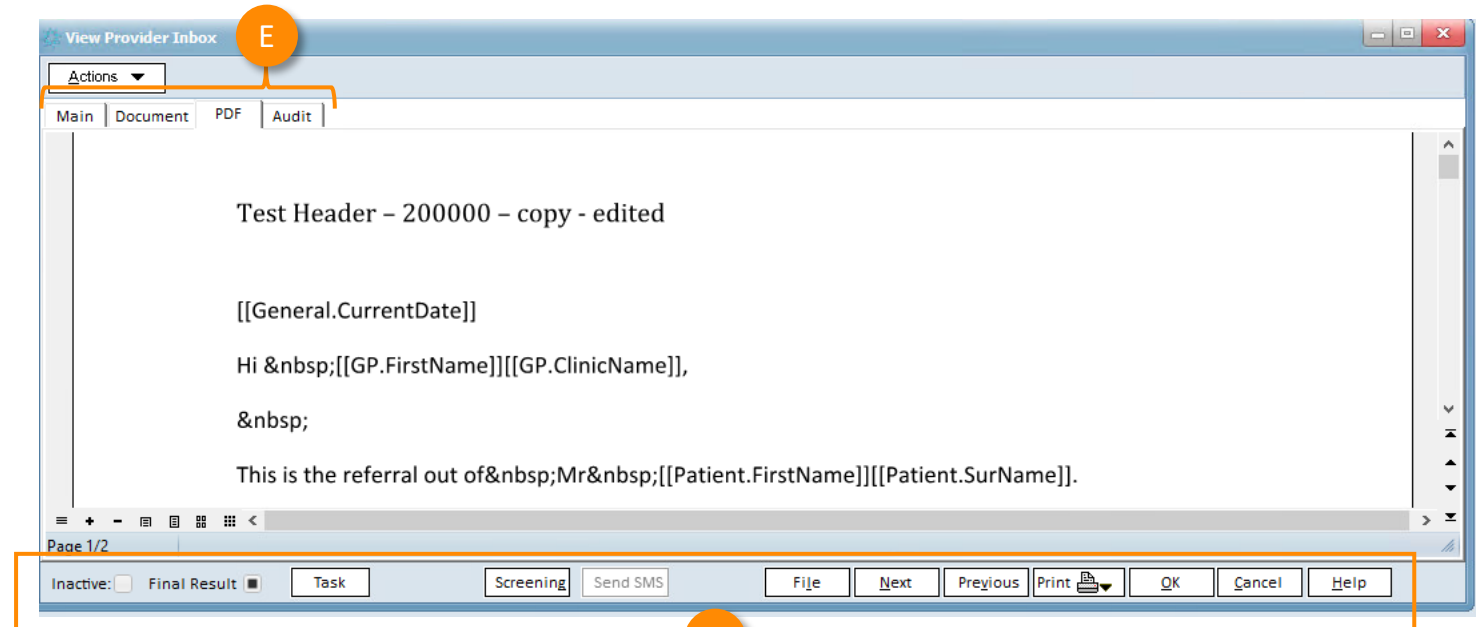 View Provider Inbox
E
Actions
Main Document PDF Audit
Test Header – 200000 – copy - edited
[[General.CurrentDate]]
Hi &nbsp;[[GP.FirstName]][[GP.ClinicName]],
&nbsp;
This is the referral out of&nbsp;Mr&nbsp;[[Patient.FirstName]][[Patient.SurName]].
Page 1/2
Inactive: Final Result Task Screening Send SMS File Next Previous Print OK Cancel Help